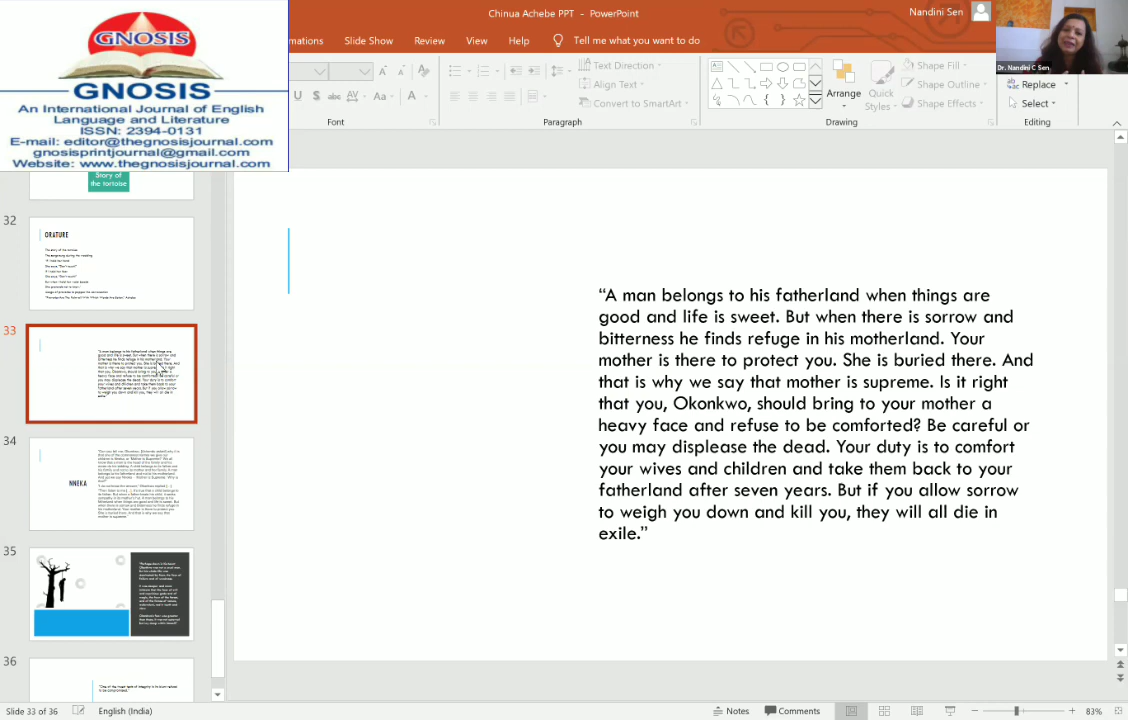 GNOSIS
GNOSIS
An International Journal of English
Language and Literature
ISSN: 2394-0131
E-mail: editor@thegnosisjournal.com
gnosisprintjournal@gmail.com
Website: www.thegnosisjournal.com
Chinua Achebe PPT - PowerPoint
Nandini Sen
Dr. Nandini C Sen
mations Slide Show Review View Help Tell me what you want to do
Text Direction
Align Text
Convert to SmartArt
Arrange
Quick
Styles
Shape Fill
Shape Outline
Shape Effects
Replace
Select
Font Paragraph Drawing Editing
Story of
the tortoise
32
ORATURE
33
34
NNEKA
35
36
“A man belongs to his fatherland when things are
good and life is sweet. But when there is sorrow and
bitterness he finds refuge in his motherland. Your
mother is there to protect you. She is buried there. And
that is why we say that mother is supreme. Is it right
that you, Okonkwo, should bring to your mother a
heavy face and refuse to be comforted? Be careful or
you may displease the dead. Your duty is to comfort
your wives and children and take them back to your
fatherland after seven years. But if you allow sorrow
to weigh you down and kill you, they will all die in
exile.”
Slide 33 of 36 English (India) Notes Comments 83%